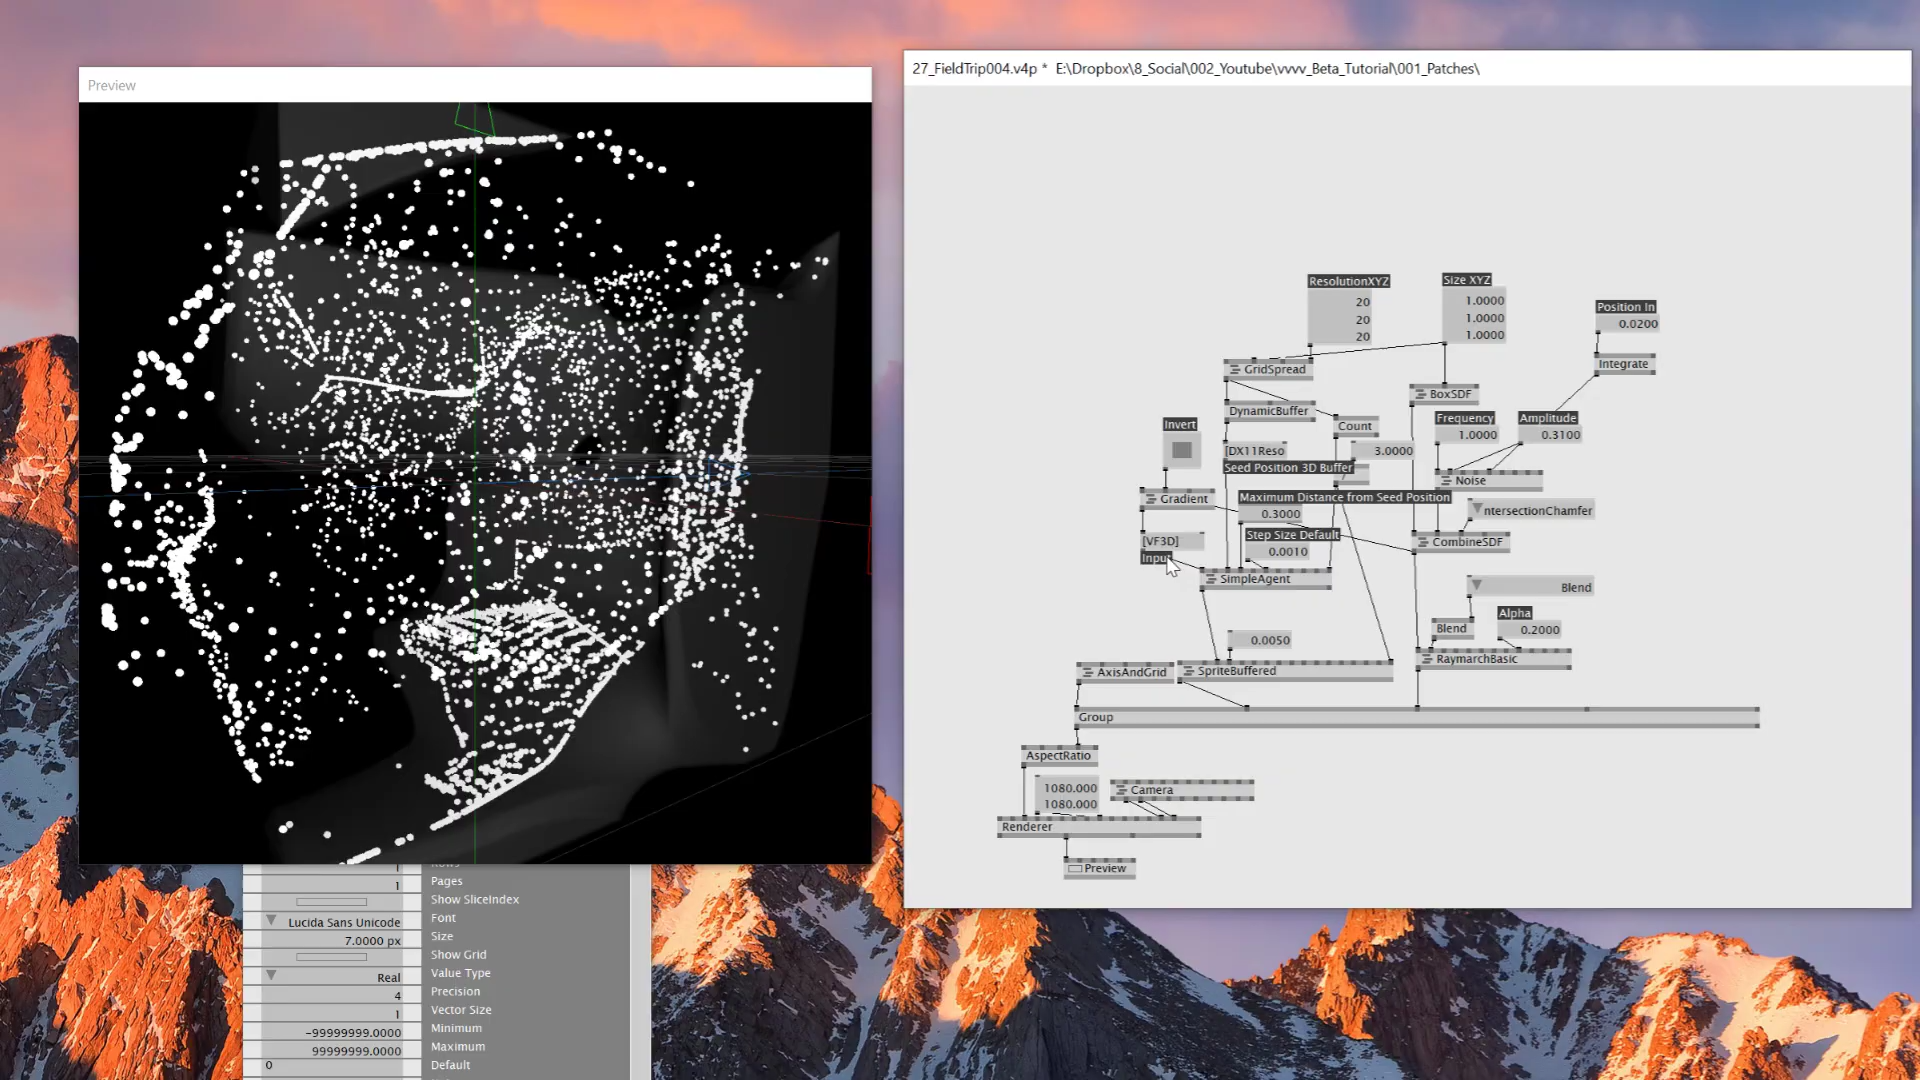 Preview
27_FieldTrip004.v4p * E:\Dropbox\8_Social\002_Youtube\vvvv_Beta_Tutorial\001_Patches\
ResolutionXYZ
20
20
20
Size XYZ
1.0000
1.0000
1.0000
Position In
0.0200
GridSpread
Integrate
BoxSDF
DynamicBuffer
Invert
Count
Frequency
1.0000
Amplitude
0.3100
[DX11Reso
3.0000
Seed Position 3D Buffer
/
Noise
Gradient
Maximum Distance from Seed Position
0.3000
ntersectionChamfer
[VF3D]
Input
Step Size Default
0.0010
CombineSDF
SimpleAgent
Blend
Alpha
0.2000
Blend
0.0050
RaymarchBasic
AxisAndGrid
SpriteBuffered
Group
AspectRatio
1080.000
1080.000
Camera
Renderer
Preview
1
1 Pages
Show SliceIndex
Lucida Sans Unicode Font
7.0000 px Size
Show Grid
Real Value Type
4 Precision
1 Vector Size
-99999999.0000 Minimum
99999999.0000 Maximum
0 Default